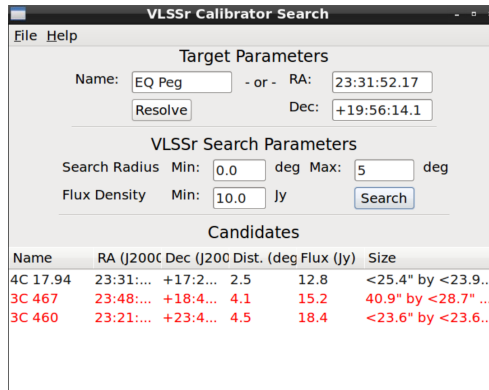 VLSSr Calibrator Search
File Help
Target Parameters
Name: EQ Peg - or - RA: 23:31:52.17
Resolve Dec: +19:56:14.1
VLSSr Search Parameters
Search Radius Min: 0.0 deg Max: 5 deg
Flux Density Min: 10.0 Jy Search
Candidates
Name RA (J200( Dec (J200 Dist. (deg Flux (Jy) Size
4C 17.94 23:31:... +17:2... 2.5 12.8 <25.4" by <23.9..
3C 467 23:48:... +18:4... 4.1 15.2 40.9" by <28.7" ...
3C 460 23:21:... +23:4... 4.5 18.4 <23.6" by <23.6..